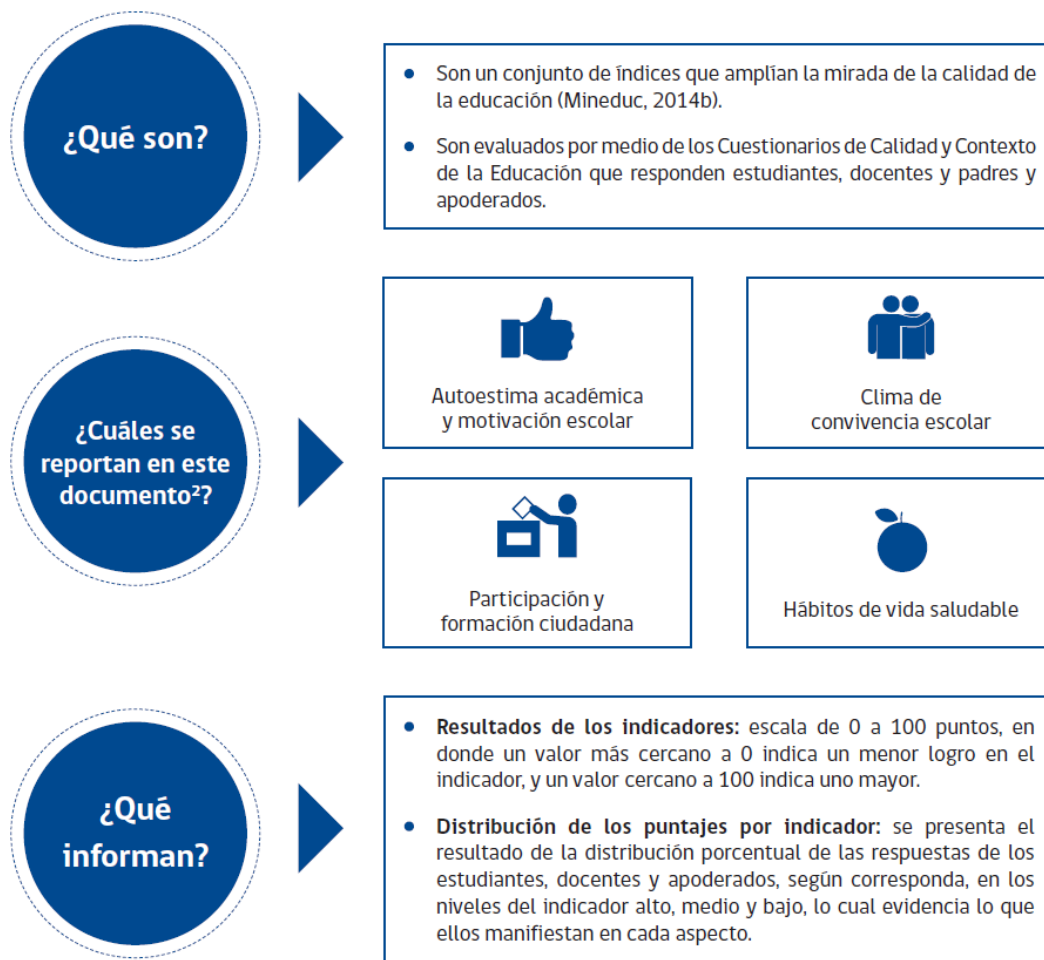 ¿Qué son?
• Son un conjunto de índices que amplían la mirada de la calidad de
la educación (Mineduc, 2014b).
• Son evaluados por medio de los Cuestionarios de Calidad y Contexto
de la Educación que responden estudiantes, docentes y padres y
apoderados.
¿Cuáles se
reportan en este
documento²?
Autoestima académica
y motivación escolar
Clima de
convivencia escolar
Participación y
formación ciudadana
Hábitos de vida saludable
¿Qué
informan?
• Resultados de los indicadores: escala de 0 a 100 puntos, en
donde un valor más cercano a 0 indica un menor logro en el
indicador, y un valor cercano a 100 indica uno mayor.
• Distribución de los puntajes por indicador: se presenta el
resultado de la distribución porcentual de las respuestas de los
estudiantes, docentes y apoderados, según corresponda, en los
niveles del indicador alto, medio y bajo, lo cual evidencia lo que
ellos manifiestan en cada aspecto.